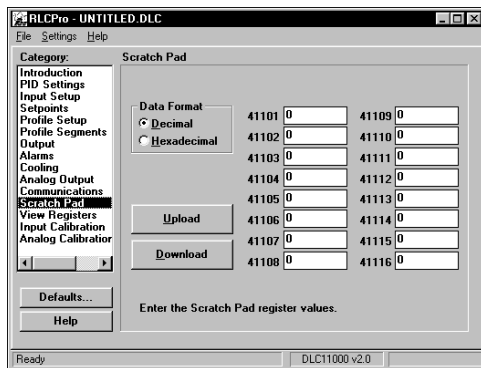 RLCPro - UNTITLED.DLC
File Settings Help
Category:
Introduction
PID Settings
Input Setup
Setpoints
Profile Setup
Profile Segments
Output
Alarms
Cooling
Analog Output
Communications
Scratch Pad
View Registers
Input Calibration
Analog Calibration
Defaults...
Help
Scratch Pad
Data Format
Decimal
Hexadecimal
Upload
Download
41101 0
41102 0
41103 0
41104 0
41105 0
41106 0
41107 0
41108 0
41109 0
41110 0
41111 0
41112 0
41113 0
41114 0
41115 0
41116 0
Enter the Scratch Pad register values.
Ready
DLC11000 v2.0